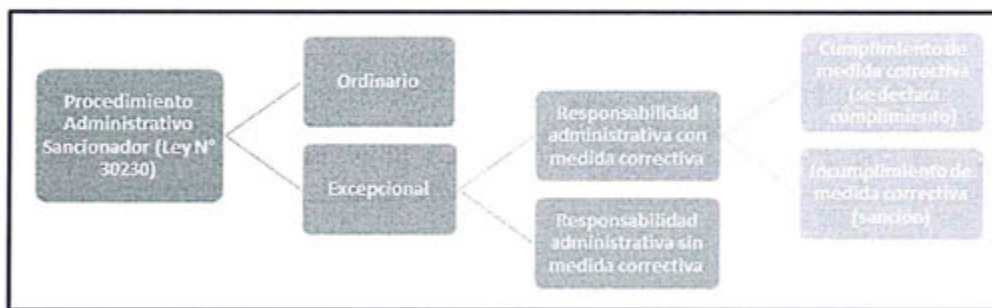 Procedimiento
Administrativo
Sancionador (Ley N°
30230)
Ordinario
Excepcional
Responsabilidad
administrativa con
medida correctiva
Responsabilidad
administrativa sin
medida correctiva
Cumplimiento de
medida correctiva
(se declara
cumplimiento)
Incumplimiento de
medida correctiva
(sanción)